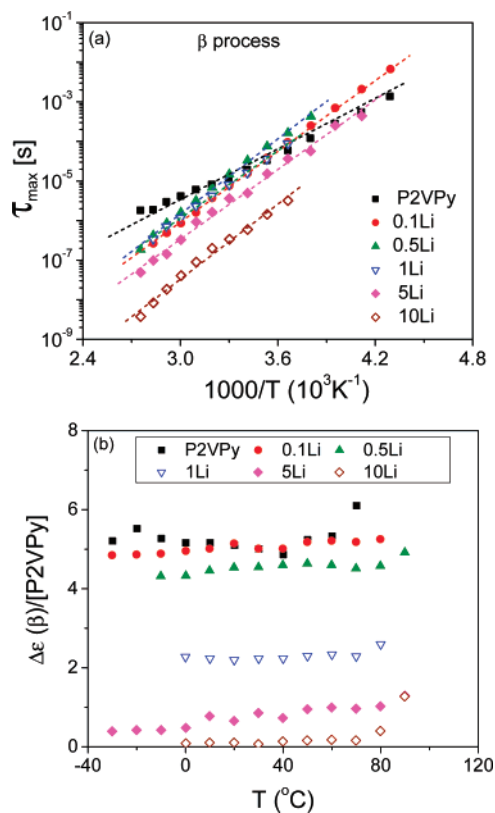 (a)
β process
10⁻¹
10⁻³
10⁻⁵
10⁻⁷
10⁻⁹
τmax [s]
P2VPy
0.1Li
0.5Li
1Li
5Li
10Li
2.4 3.0 3.6 4.2 4.8
1000/T (10³K⁻¹)
(b)
P2VPy 0.1Li 0.5Li
1Li 5Li 10Li
8
6
4
2
0
Δε (β)/[P2VPy]
-40 0 40 80 120
T (°C)